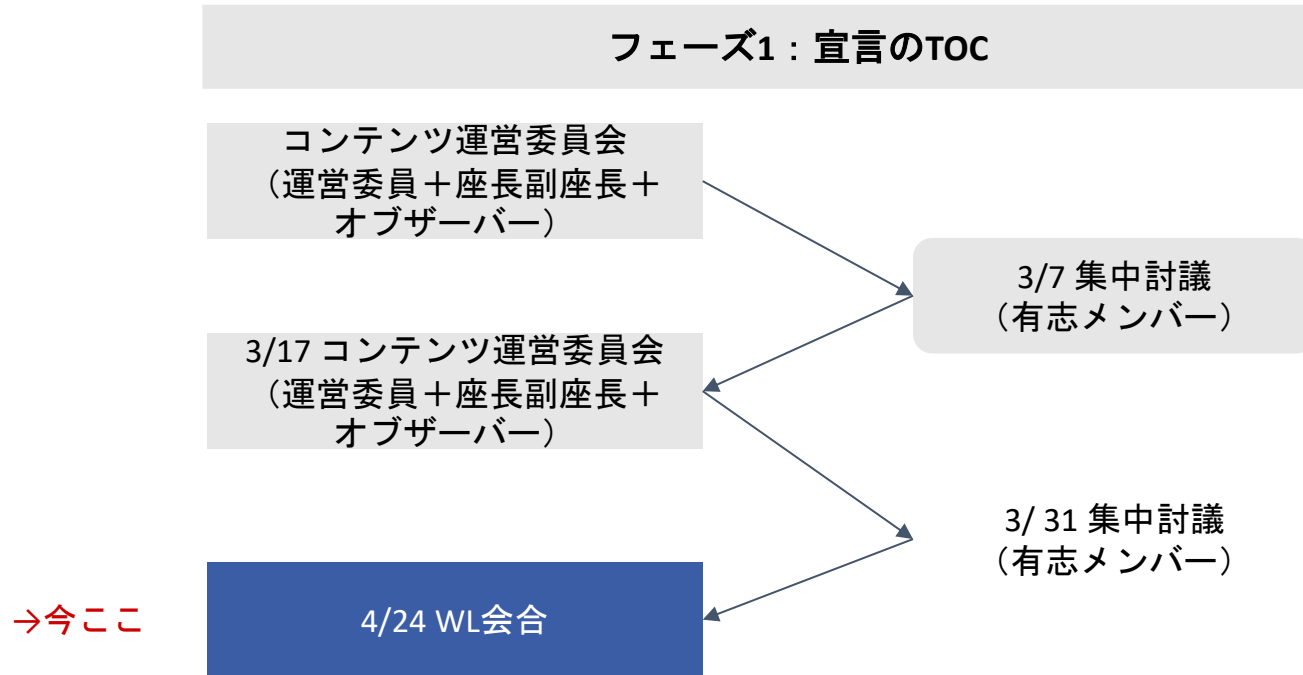 フェーズ1：宣言のTOC
コンテンツ運営委員会
（運営委員＋座長副座長＋
オブザーバー）
3/7 集中討議
（有志メンバー）
3/17 コンテンツ運営委員会
（運営委員＋座長副座長＋
オブザーバー）
3/ 31 集中討議
（有志メンバー）
→今ここ
4/24 WL会合